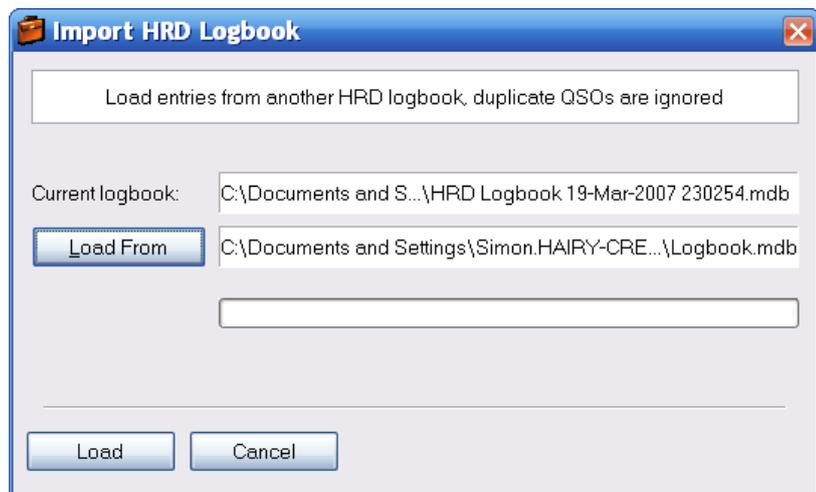 Import HRD Logbook
Load entries from another HRD logbook, duplicate QSOs are ignored
Current logbook: C:\Documents and S...\HRD Logbook 19-Mar-2007 230254.mdb
Load From C:\Documents and Settings\Simon.HAIRY-CRE...\Logbook.mdb
Load Cancel